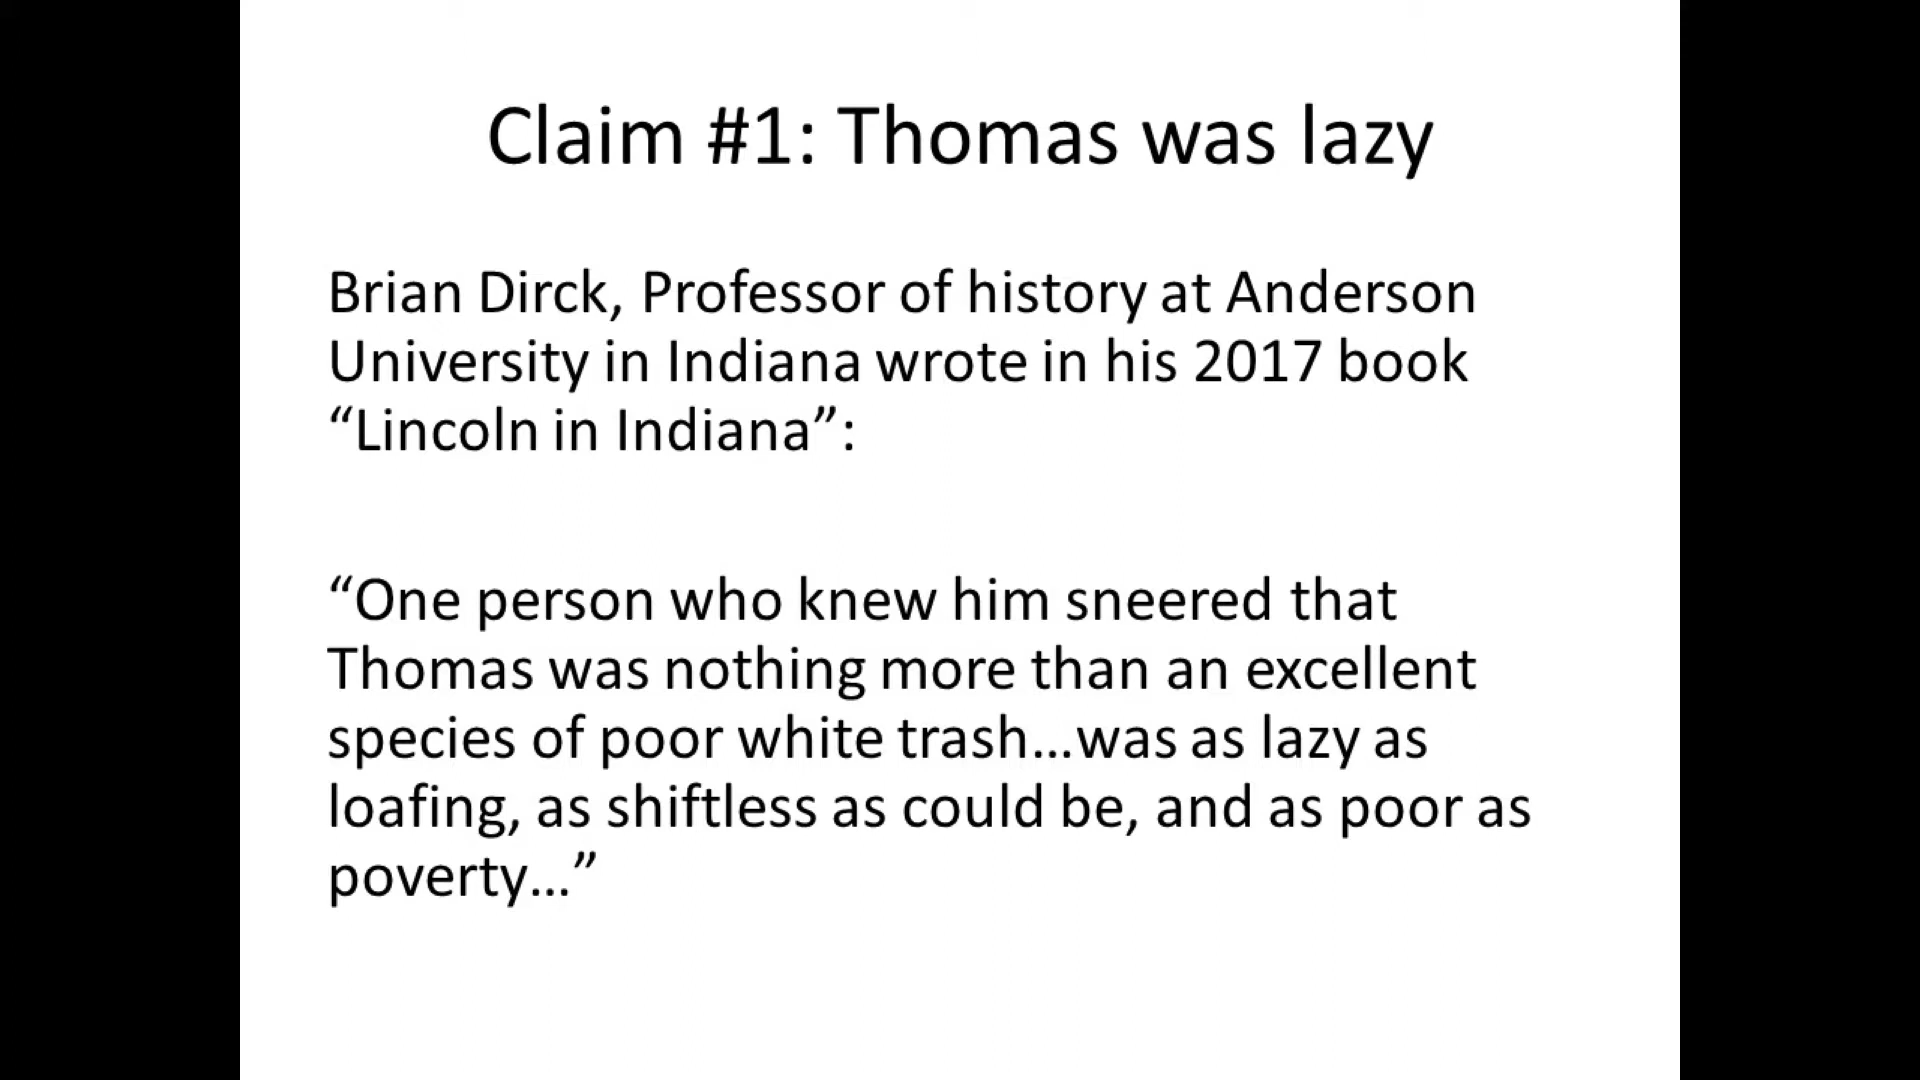 Claim #1: Thomas was lazy
Brian Dirck, Professor of history at Anderson
University in Indiana wrote in his 2017 book
“Lincoln in Indiana”:
“One person who knew him sneered that
Thomas was nothing more than an excellent
species of poor white trash…was as lazy as
loafing, as shiftless as could be, and as poor as
poverty…”